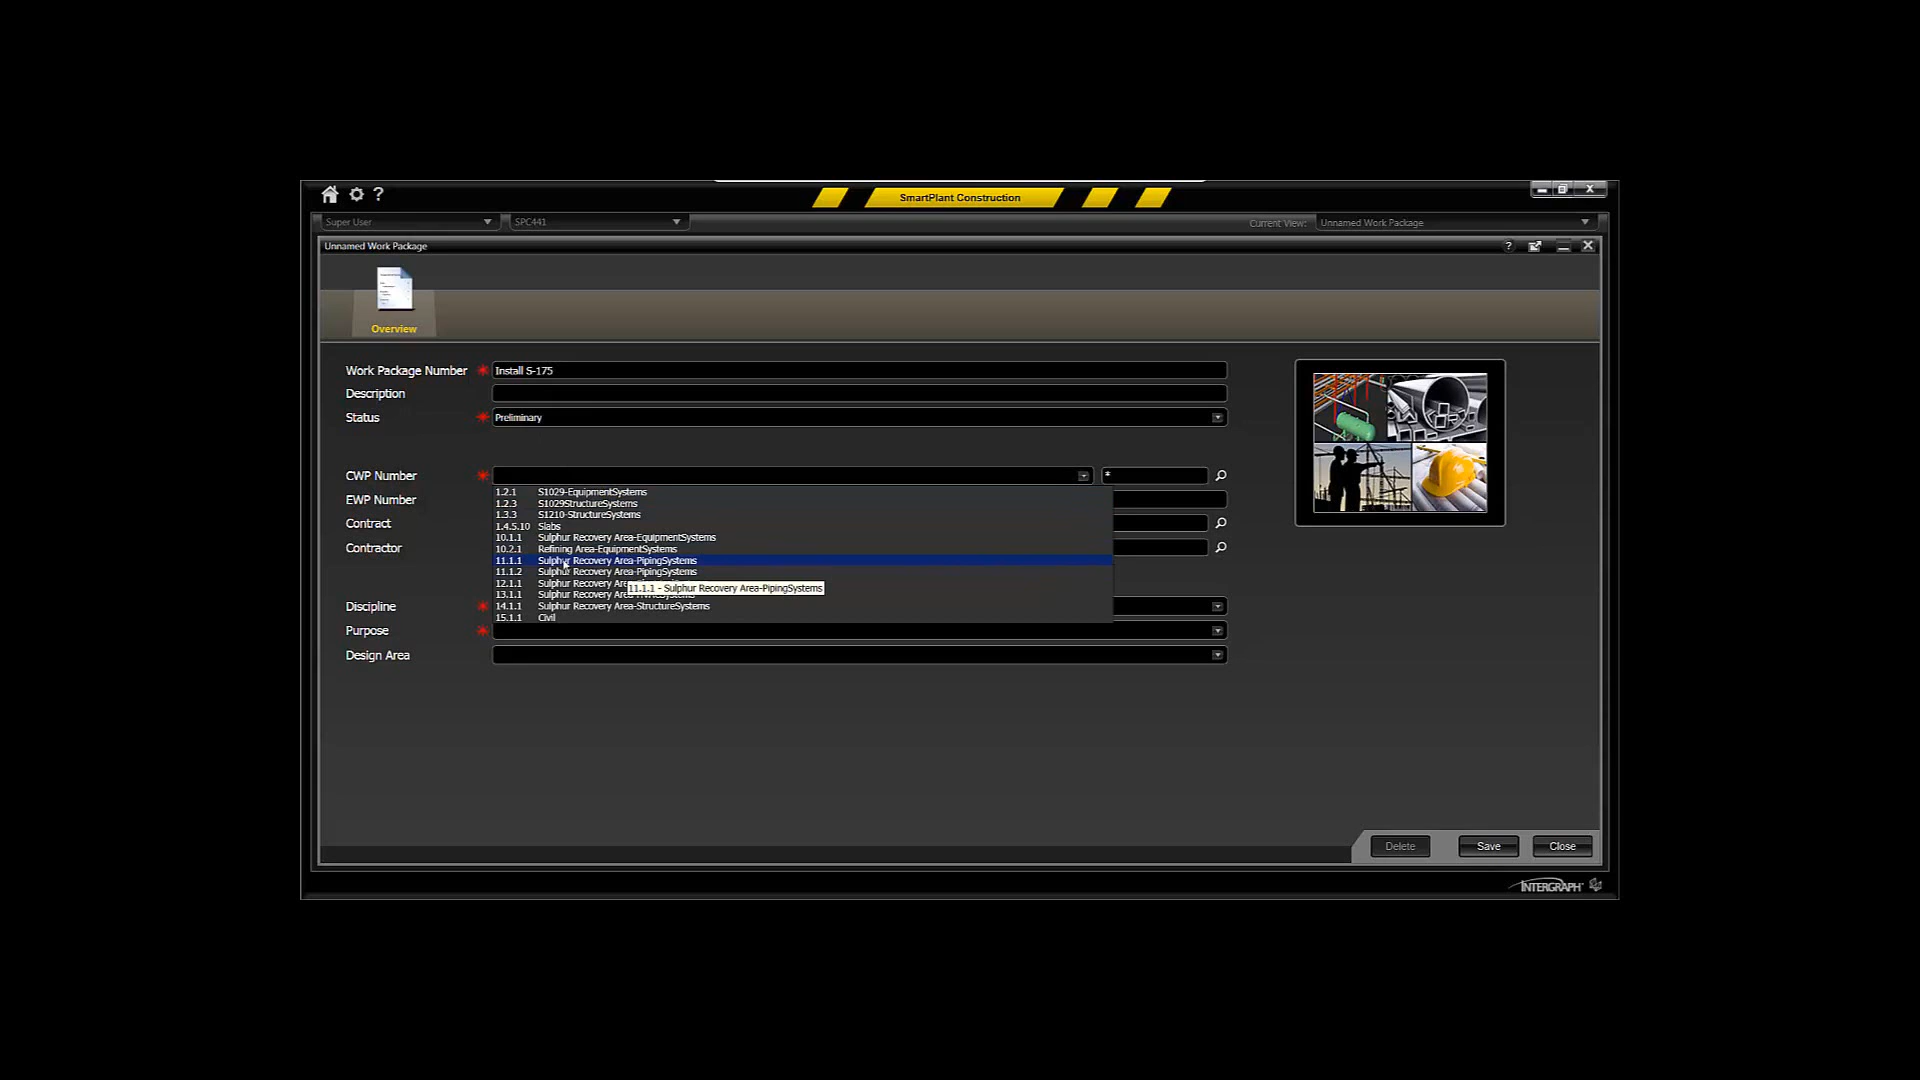 ?
SmartPlant Construction
Super User
SPC441
Current View:
Unnamed Work Package
Unnamed Work Package
?
Overview
Work Package Number * Install S-175
Description
Status * Preliminary
CWP Number * *
1.2.1 S1029-EquipmentSystems
EWP Number
1.2.3 S1029StructureSystems
1.3.3 S1210-StructureSystems
Contract
1.4.5.10 Slabs
10.1.1 Sulphur Recovery Area-EquipmentSystems
Contractor
10.2.1 Refining Area-EquipmentSystems
11.1.1 Sulphur Recovery Area-PipingSystems
11.1.2 Sulphur Recovery Area-PipingSystems
12.1.1 Sulphur Recovery Are
11.1.1 - Sulphur Recovery Area-PipingSystems
13.1.1 Sulphur Recovery Area
Discipline *
14.1.1 Sulphur Recovery Area-StructureSystems
15.1.1 Civil
Purpose *
Design Area
Delete
Save
Close
INTERGRAPH